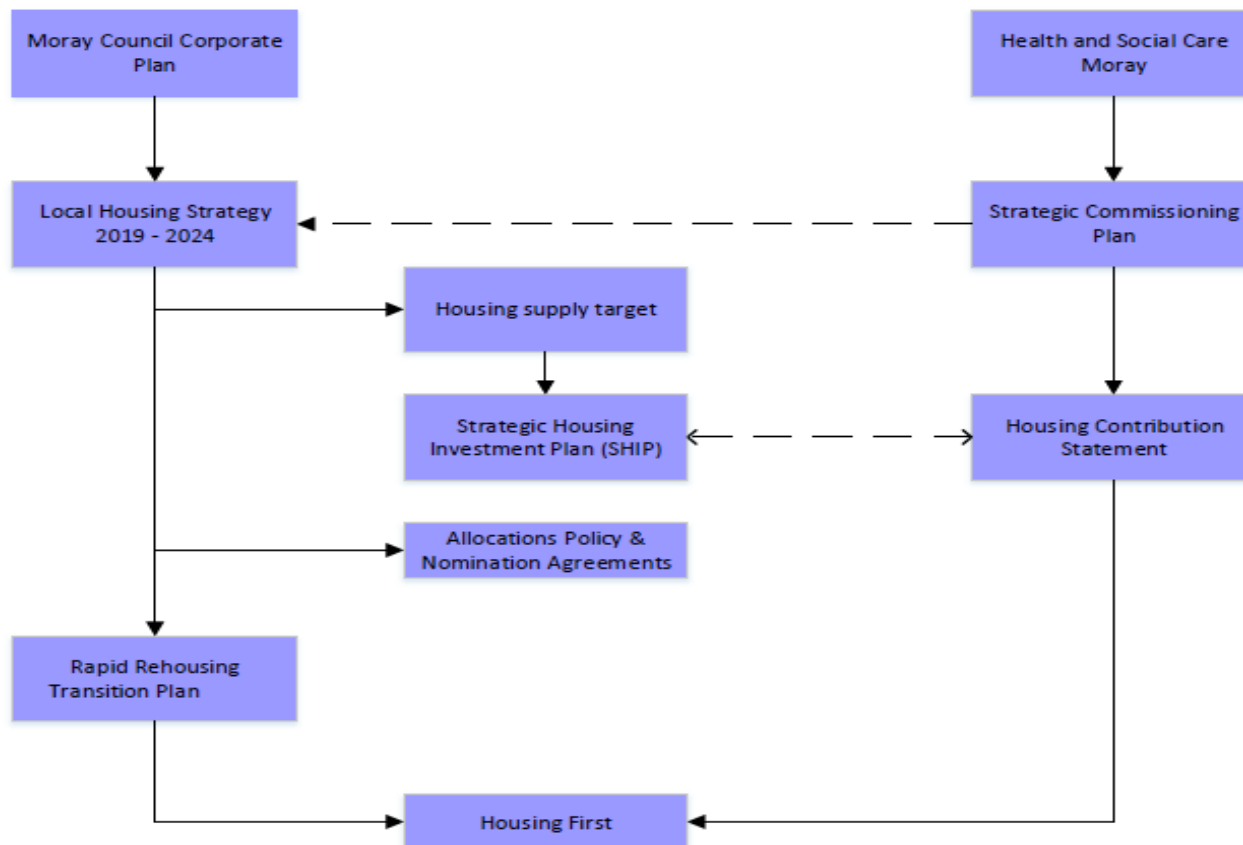 Moray Council Corporate
Plan
Health and Social Care
Moray
Local Housing Strategy
2019 - 2024
Strategic Commissioning
Plan
Housing supply target
Strategic Housing
Investment Plan (SHIP)
Housing Contribution
Statement
Allocations Policy &
Nomination Agreements
Rapid Rehousing
Transition Plan
Housing First